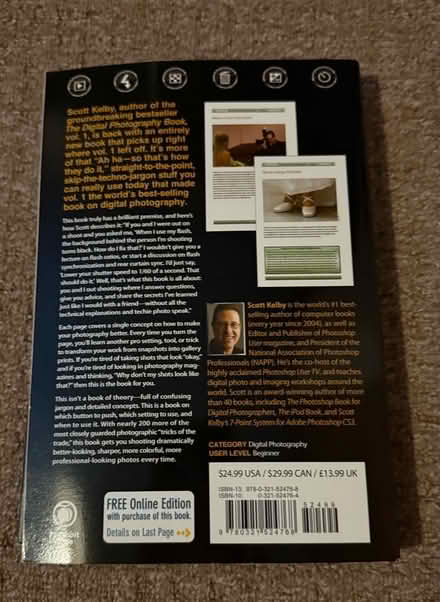 Scott Kelby, author of the
groundbreaking bestseller
The Digital Photography Book,
vol. 1, is back with an entirely
new book that picks up right
where vol. 1 left off. It's more
of that "Ah ha—so that's how
they do it," straight-to-the-point,
skip-the-techno-jargon stuff you
can really use today that made
vol. 1 the world's best-selling
book on digital photography.
This book truly has a brilliant premise, and here's
how Scott describes it: "If you and I were out on
a shoot and you asked me, 'When I use my flash,
the background behind the person I'm shooting
turns black. How do I fix that?' I wouldn't give you a
lecture on flash ratios, or start a discussion on flash
synchronization and rear curtain sync. I'd just say,
'Lower your shutter speed to 1/60 of a second. That
should do it.' Well, that's what this book is all about:
you and I out shooting where I answer questions,
give you advice, and share the secrets I've learned
just like I would with a friend—without all the
technical explanations and techie photo speak."
Each page covers a single concept on how to make
your photography better. Every time you turn the
page, you'll learn another pro setting, tool, or trick
to transform your work from snapshots into gallery
prints. If you're tired of taking shots that look "okay,"
and if you're tired of looking in photography mag-
azines and thinking, "Why don't my shots look like
that?" then this is the book for you.
This isn't a book of theory—full of confusing
jargon and detailed concepts. This is a book on
which button to push, which setting to use, and
when to use it. With nearly 200 more of the
most closely guarded photographic "tricks of the
trade," this book gets you shooting dramatically
better-looking, sharper, more colorful, more
professional-looking photos every time.
Scott Kelby is the world's #1 best-
selling author of computer books
(every year since 2004), as well as
Editor and Publisher of Photoshop
User magazine, and President of the
National Association of Photoshop
Professionals (NAPP). He's the co-host of the
highly acclaimed Photoshop User TV, and teaches
digital photo and imaging workshops around the
world. Scott is an award-winning author of more
than 40 books, including The Photoshop Book for
Digital Photographers, The iPod Book, and Scott
Kelby's 7-Point System for Adobe Photoshop CS3.
CATEGORY Digital Photography
USER LEVEL Beginner
$24.99 USA / $29.99 CAN / £13.99 UK
ISBN-13: 978-0-321-52476-8
ISBN-10: 0-321-52476-4
52499
9 780321 524768
FREE Online Edition
with purchase of this book.
Details on Last Page